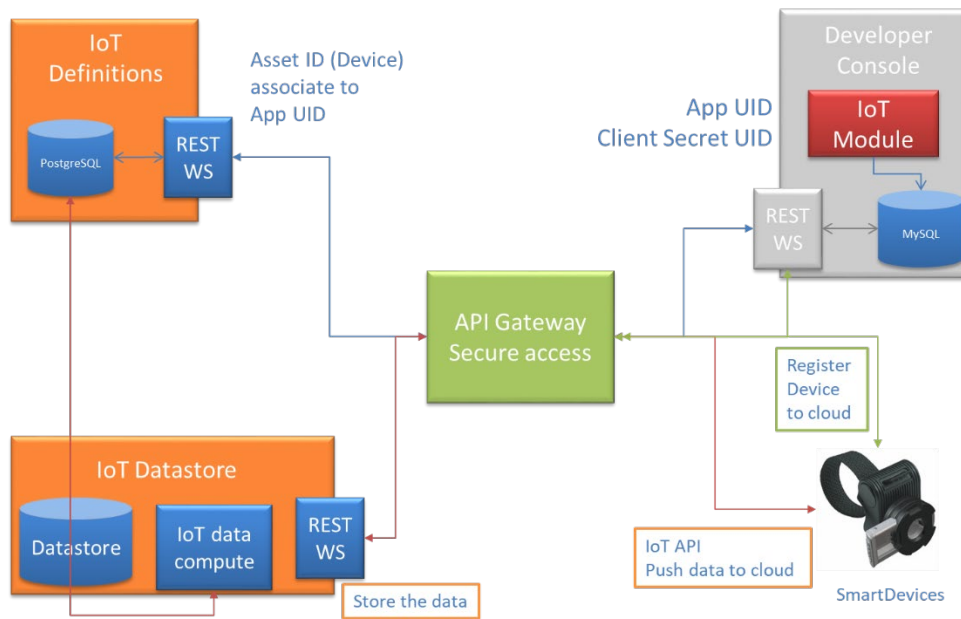 IoT
Definitions
PostgreSQL
REST
WS
Asset ID (Device)
associate to
App UID
Developer
Console
App UID
Client Secret UID
IoT
Module
REST
WS
MySQL
API Gateway
Secure access
Register
Device
to cloud
IoT Datastore
Datastore
IoT data
compute
REST
WS
Store the data
IoT API
Push data to cloud
SmartDevices